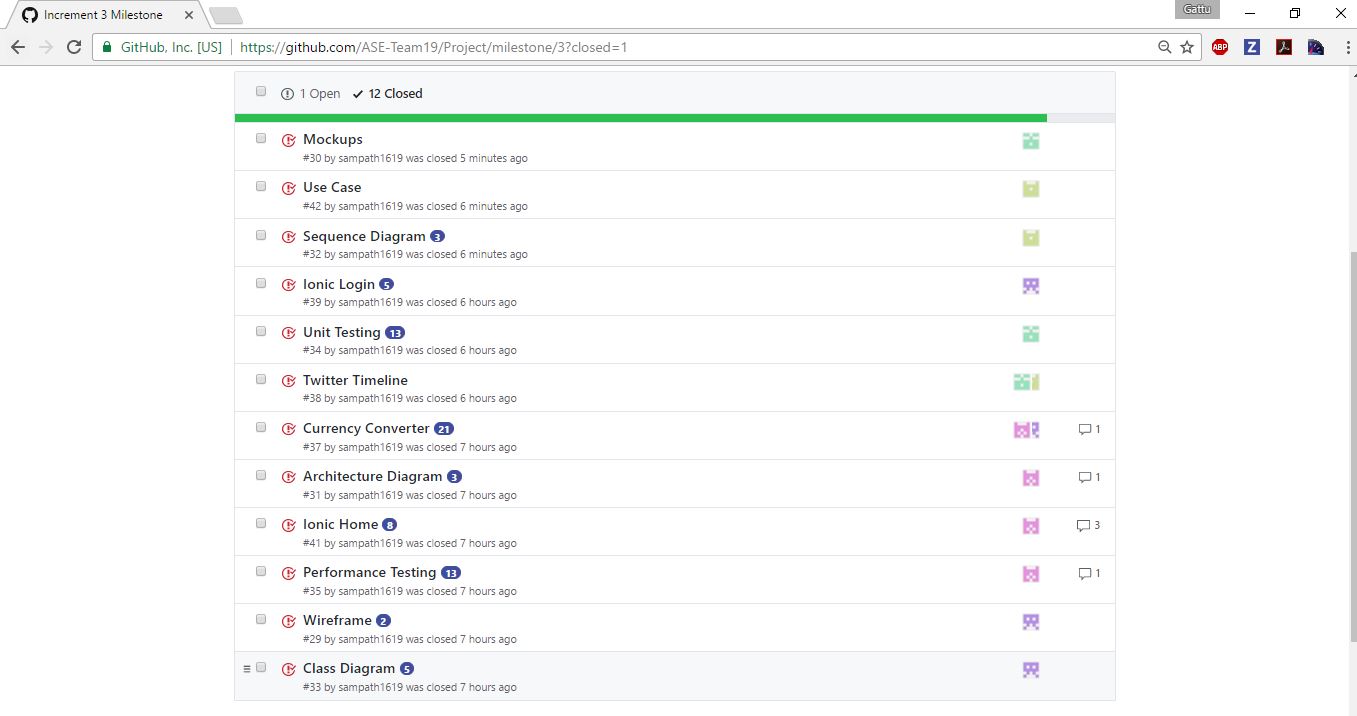 Increment 3 Milestone
Gattu
GitHub, Inc. [US] https://github.com/ASE-Team19/Project/milestone/3?closed=1
ABP
Z
1 Open 12 Closed
Mockups
#30 by sampath1619 was closed 5 minutes ago
Use Case
#42 by sampath1619 was closed 6 minutes ago
Sequence Diagram 3
#32 by sampath1619 was closed 6 minutes ago
Ionic Login 5
#39 by sampath1619 was closed 6 hours ago
Unit Testing 13
#34 by sampath1619 was closed 6 hours ago
Twitter Timeline
#38 by sampath1619 was closed 6 hours ago
Currency Converter 21 1
#37 by sampath1619 was closed 7 hours ago
Architecture Diagram 3 1
#31 by sampath1619 was closed 7 hours ago
Ionic Home 8 3
#41 by sampath1619 was closed 7 hours ago
Performance Testing 13 1
#35 by sampath1619 was closed 7 hours ago
Wireframe 2
#29 by sampath1619 was closed 7 hours ago
Class Diagram 5
#33 by sampath1619 was closed 7 hours ago